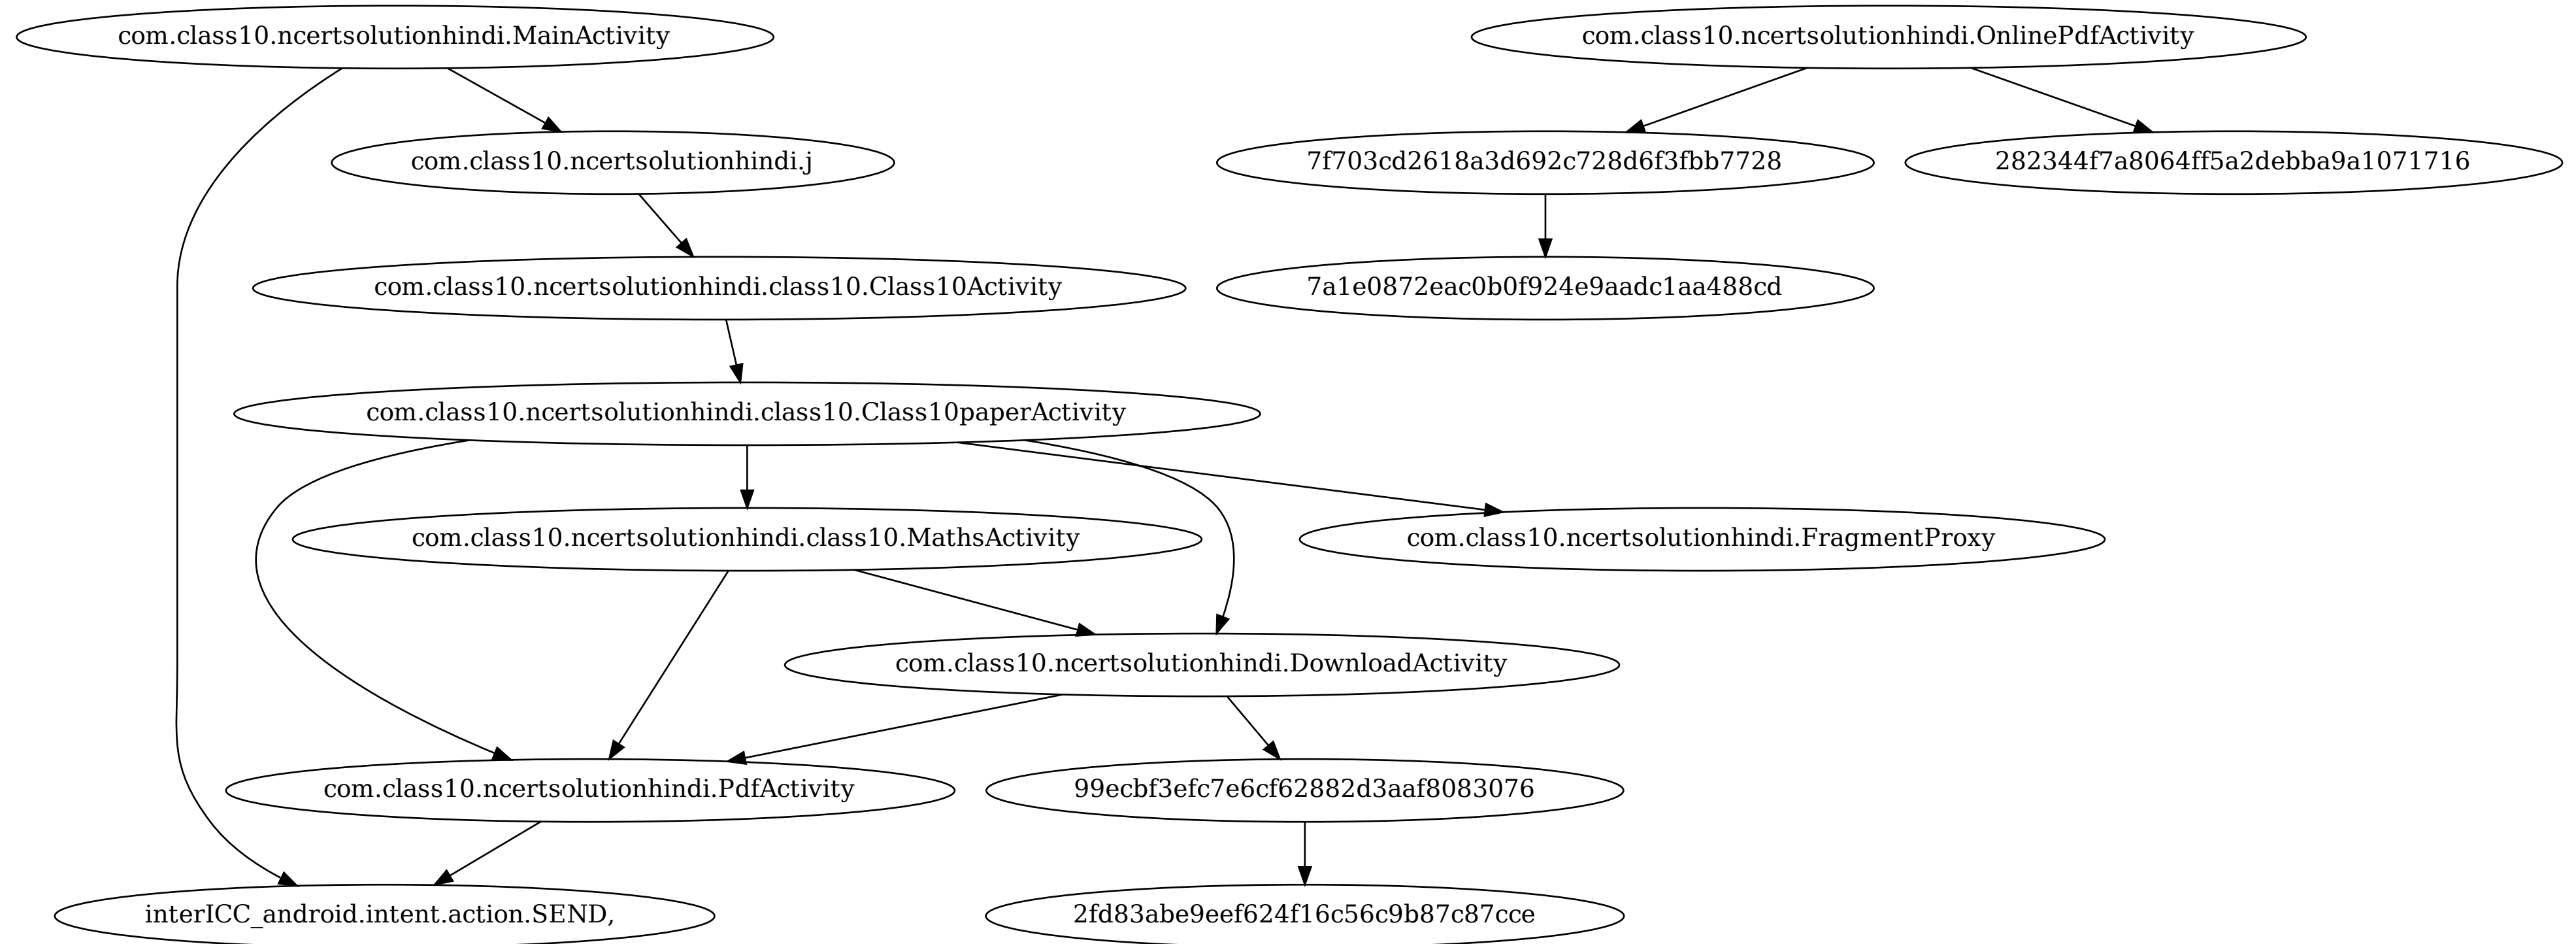 com.class10.ncertsolutionhindi.MainActivity
com.class10.ncertsolutionhindi.OnlinePdfActivity
com.class10.ncertsolutionhindi.j
7f703cd2618a3d692c728d6f3fbb7728
282344f7a8064ff5a2debba9a1071716
com.class10.ncertsolutionhindi.class10.Class10Activity
7a1e0872eac0b0f924e9aadc1aa488cd
com.class10.ncertsolutionhindi.class10.Class10paperActivity
com.class10.ncertsolutionhindi.class10.MathsActivity
com.class10.ncertsolutionhindi.FragmentProxy
com.class10.ncertsolutionhindi.DownloadActivity
com.class10.ncertsolutionhindi.PdfActivity
99ecbf3efc7e6cf62882d3aaf8083076
interICC_android.intent.action.SEND,
2fd83abe9eef624f16c56c9b87c87cce